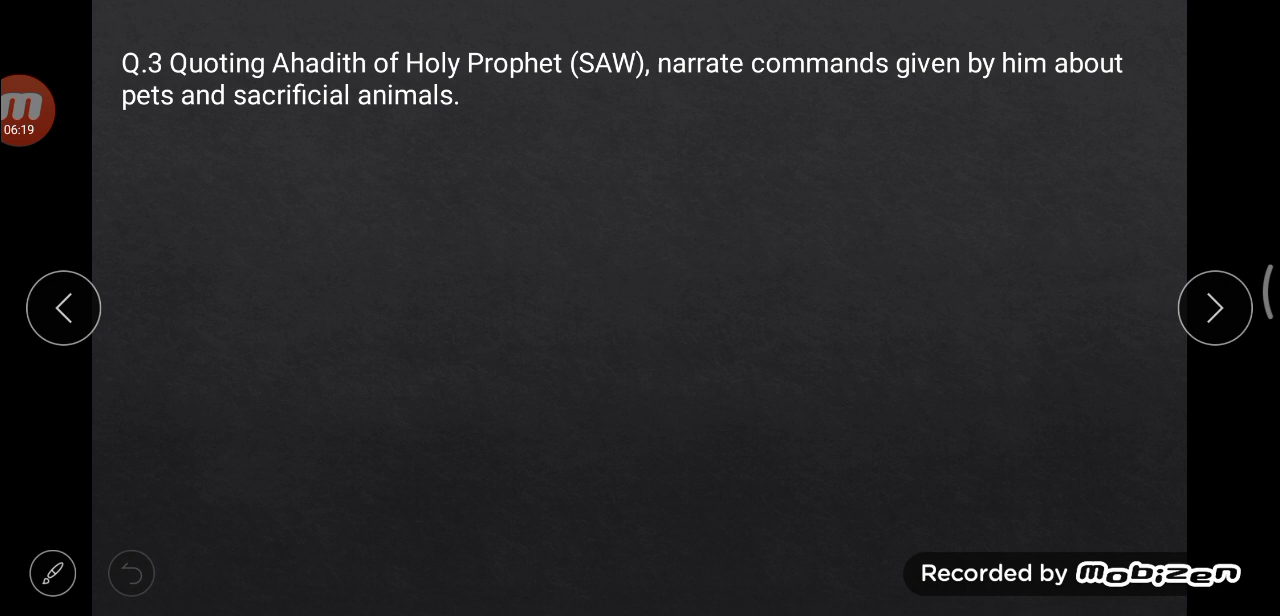 Q.3 Quoting Ahadith of Holy Prophet (SAW), narrate commands given by him about
pets and sacrificial animals.
m
06:19
Recorded by mobizen